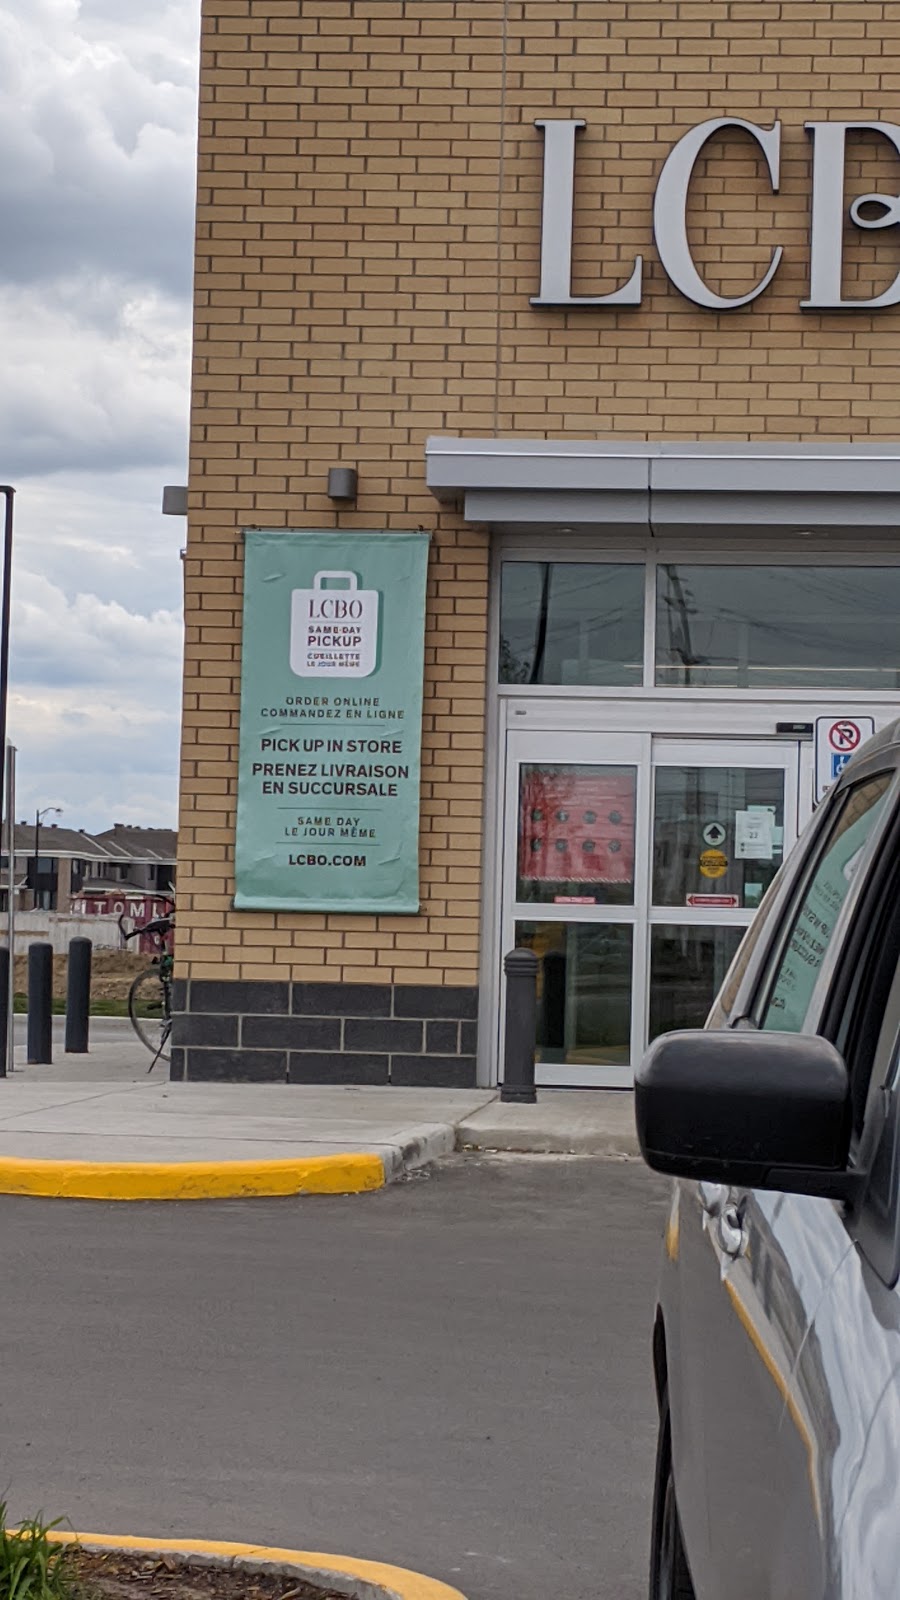 LCB
LCBO
SAME-DAY
PICKUP
CUEILLETTE
LE JOUR MÊME
ORDER ONLINE
COMMANDEZ EN LIGNE
PICK UP IN STORE
PRENEZ LIVRAISON
EN SUCCURSALE
SAME DAY
LE JOUR MÊME
LCBO.COM
P
TOM